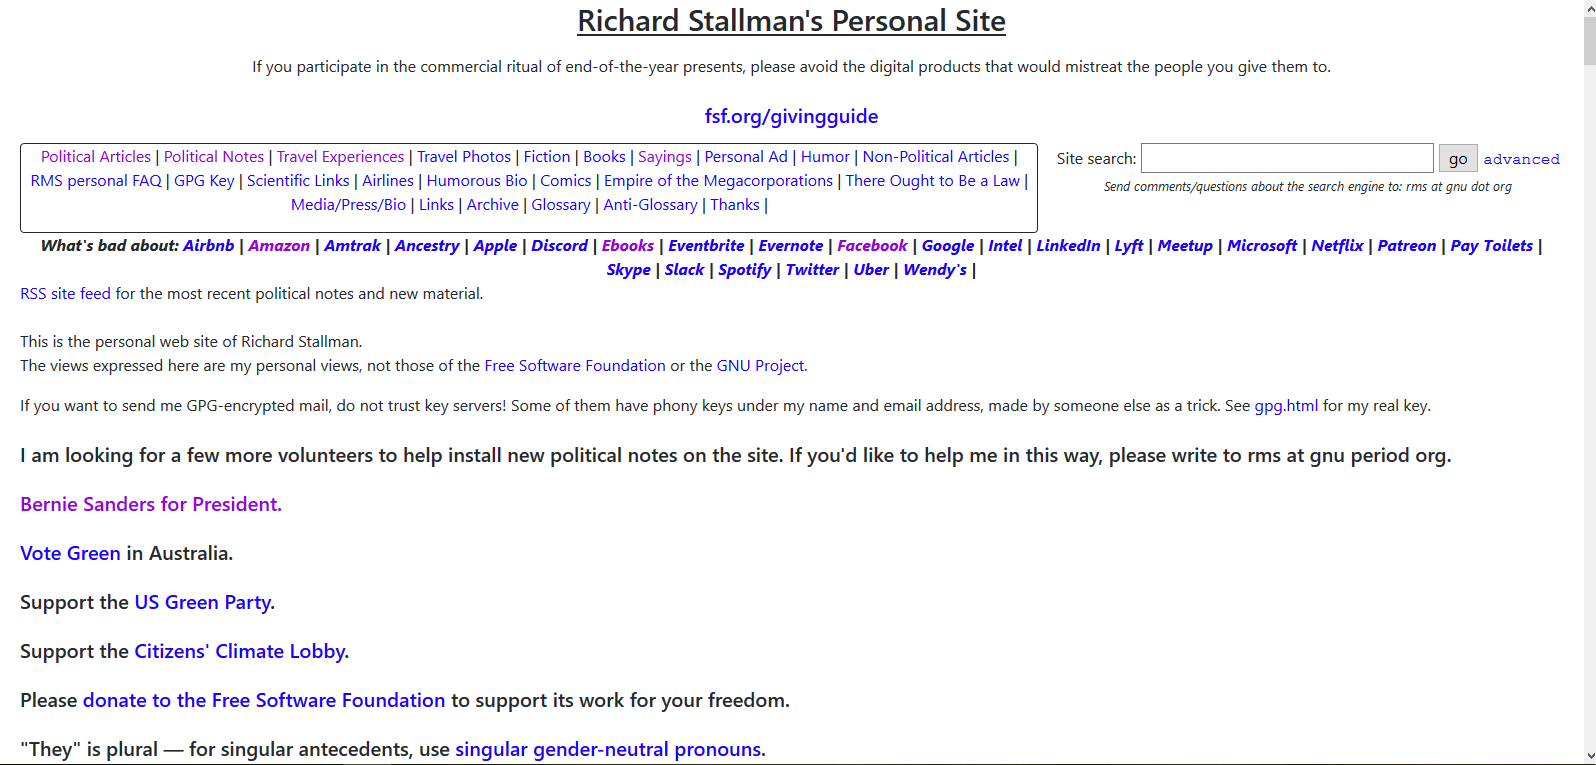 Richard Stallman's Personal Site
If you participate in the commercial ritual of end-of-the-year presents, please avoid the digital products that would mistreat the people you give them to.
fsf.org/givingguide
Political Articles | Political Notes | Travel Experiences | Travel Photos | Fiction | Books | Sayings | Personal Ad | Humor | Non-Political Articles |
RMS personal FAQ | GPG Key | Scientific Links | Airlines | Humorous Bio | Comics | Empire of the Megacorporations | There Ought to Be a Law |
Media/Press/Bio | Links | Archive | Glossary | Anti-Glossary | Thanks |
Site search: go advanced
Send comments/questions about the search engine to: rms at gnu dot org
What's bad about: Airbnb | Amazon | Amtrak | Ancestry | Apple | Discord | Ebooks | Eventbrite | Evernote | Facebook | Google | Intel | LinkedIn | Lyft | Meetup | Microsoft | Netflix | Patreon | Pay Toilets |
Skype | Slack | Spotify | Twitter | Uber | Wendy's |
RSS site feed for the most recent political notes and new material.
This is the personal web site of Richard Stallman.
The views expressed here are my personal views, not those of the Free Software Foundation or the GNU Project.
If you want to send me GPG-encrypted mail, do not trust key servers! Some of them have phony keys under my name and email address, made by someone else as a trick. See gpg.html for my real key.
I am looking for a few more volunteers to help install new political notes on the site. If you'd like to help me in this way, please write to rms at gnu period org.
Bernie Sanders for President.
Vote Green in Australia.
Support the US Green Party.
Support the Citizens' Climate Lobby.
Please donate to the Free Software Foundation to support its work for your freedom.
"They" is plural — for singular antecedents, use singular gender-neutral pronouns.